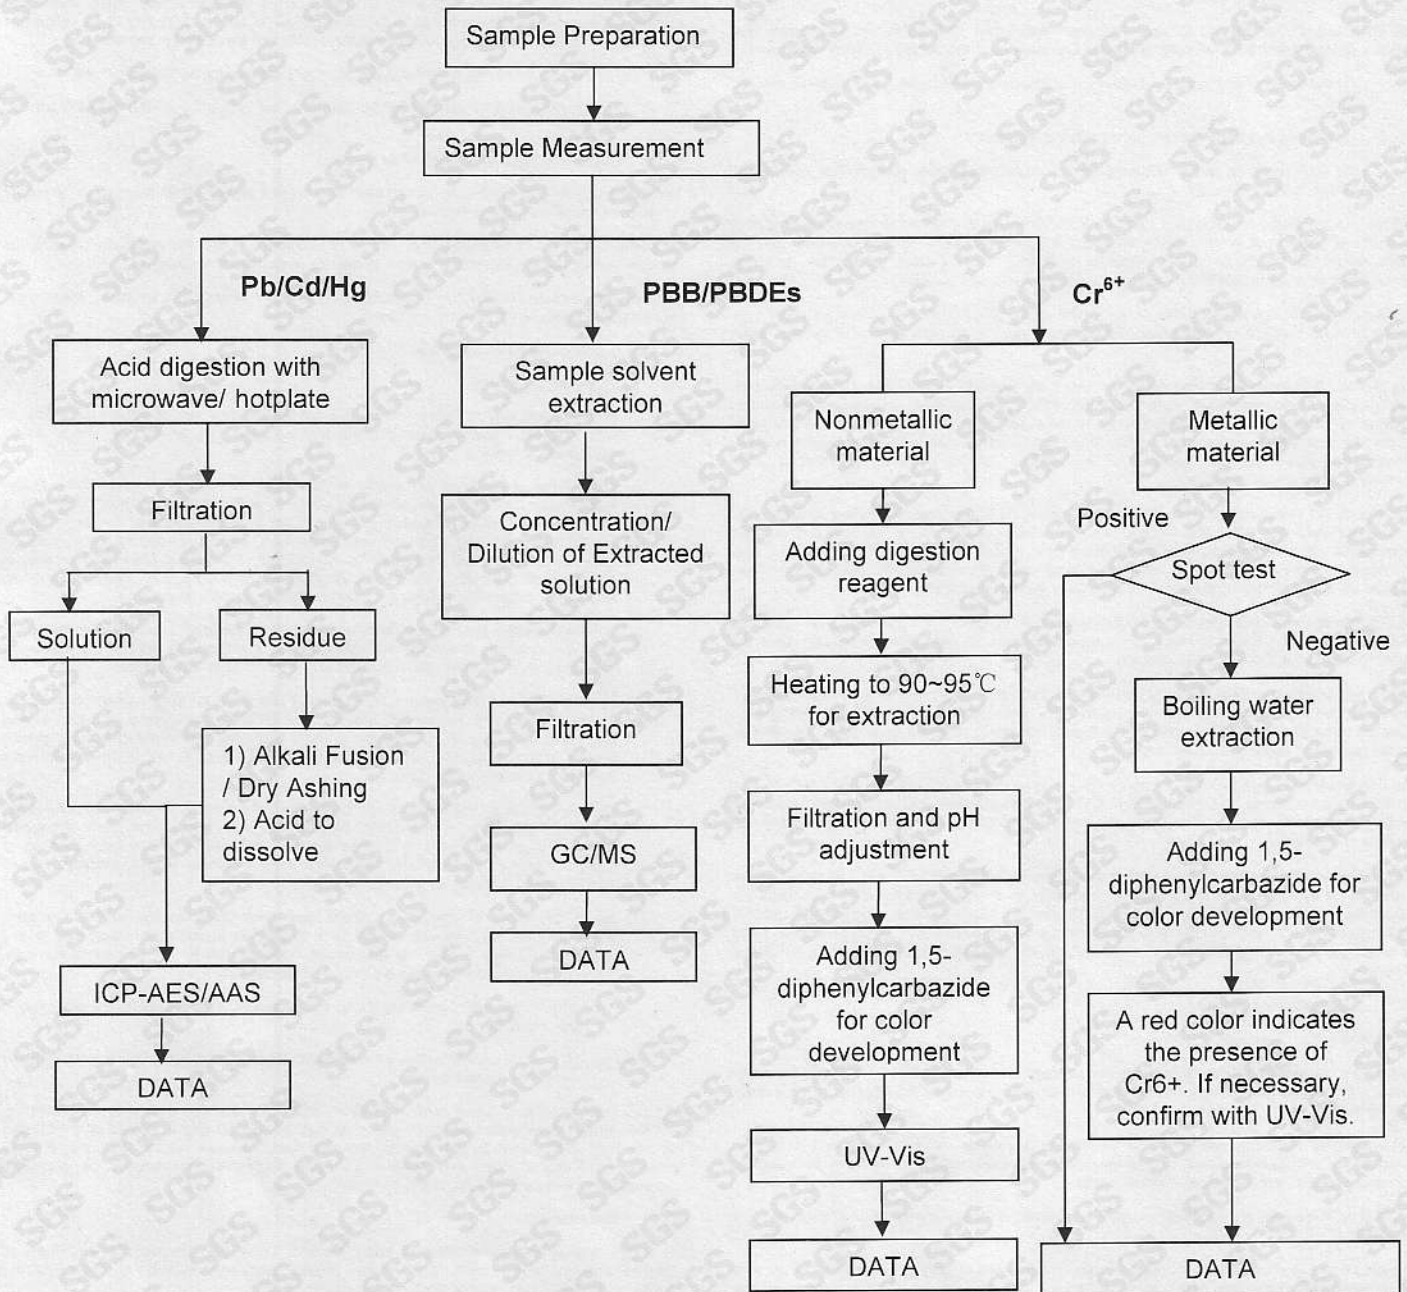 Sample Preparation
Sample Measurement
Pb/Cd/Hg
PBB/PBDEs
Cr⁶⁺
Acid digestion with
microwave/ hotplate
Filtration
Solution
Residue
1) Alkali Fusion
/ Dry Ashing
2) Acid to
dissolve
ICP-AES/AAS
DATA
Sample solvent
extraction
Concentration/
Dilution of Extracted
solution
Filtration
GC/MS
DATA
Nonmetallic
material
Adding digestion
reagent
Heating to 90~95℃
for extraction
Filtration and pH
adjustment
Adding 1,5-
diphenylcarbazide
for color
development
UV-Vis
DATA
Metallic
material
Positive
Spot test
Negative
Boiling water
extraction
Adding 1,5-
diphenylcarbazide for
color development
A red color indicates
the presence of
Cr6+. If necessary,
confirm with UV-Vis.
DATA
SGS